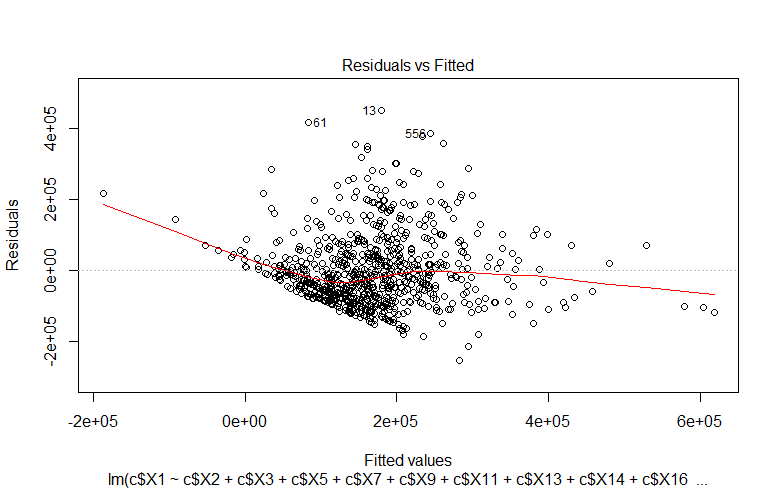 Residuals vs Fitted
Residuals
4e+05
2e+05
0e+00
-2e+05
61
13
556
-2e+05
0e+00
2e+05
4e+05
6e+05
Fitted values
lm(c$X1 ~ c$X2 + c$X3 + c$X5 + c$X7 + c$X9 + c$X11 + c$X13 + c$X14 + c$X16 ...